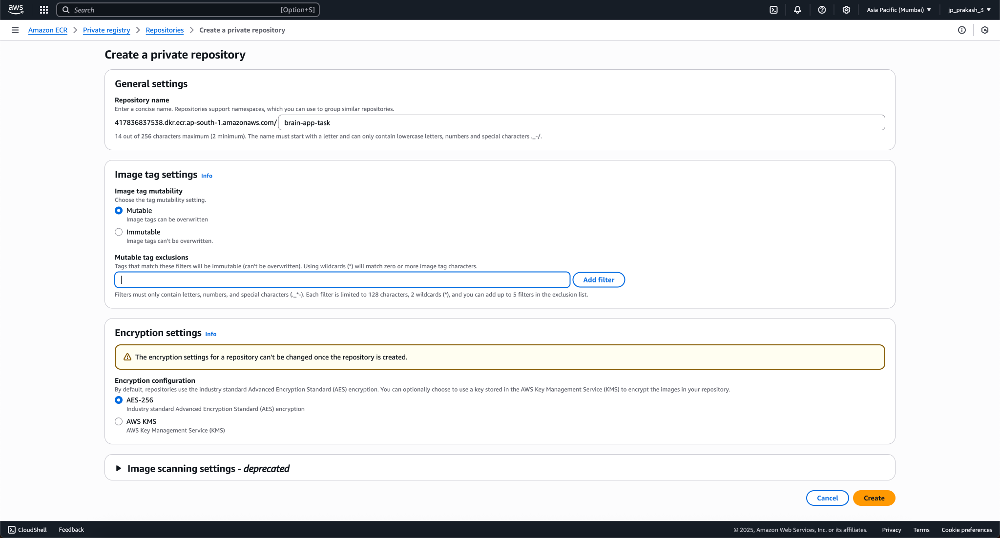 aws Search [Option+S] Asia Pacific (Mumbai) jp_prakash_3
Amazon ECR Private registry Repositories Create a private repository
Create a private repository
General settings
Repository name
Enter a concise name. Repositories support namespaces, which you can use to group similar repositories.
417836837538.dkr.ecr.ap-south-1.amazonaws.com/ brain-app-task
14 out of 256 characters maximum (2 minimum). The name must start with a letter and can only contain lowercase letters, numbers and special characters ._-/.
Image tag settings Info
Image tag mutability
Choose the tag mutability setting.
Mutable
Image tags can be overwritten
Immutable
Image tags can't be overwritten.
Mutable tag exclusions
Tags that match these filters will be immutable (can't be overwritten). Using wildcards (*) will match zero or more image tag characters.
Add filter
Filters must only contain letters, numbers, and special characters (._*-). Each filter is limited to 128 characters, 2 wildcards (*), and you can add up to 5 filters in the exclusion list.
Encryption settings Info
The encryption settings for a repository can't be changed once the repository is created.
Encryption configuration
By default, repositories use the industry standard Advanced Encryption Standard (AES) encryption. You can optionally choose to use a key stored in the AWS Key Management Service (KMS) to encrypt the images in your repository.
AES-256
Industry standard Advanced Encryption Standard (AES) encryption
AWS KMS
AWS Key Management Service (KMS)
Image scanning settings - deprecated
Cancel Create
CloudShell Feedback © 2025, Amazon Web Services, Inc. or its affiliates. Privacy Terms Cookie preferences